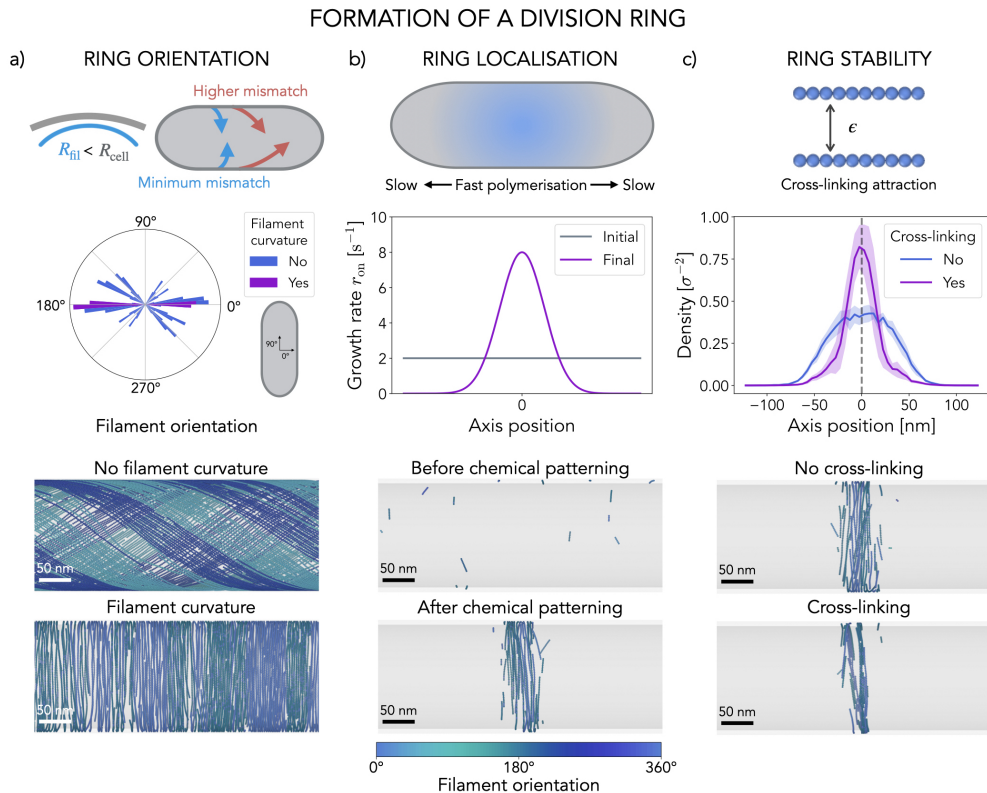 FORMATION OF A DIVISION RING
a)
RING ORIENTATION
Higher mismatch
R_fil < R_cell
Minimum mismatch
90°
180°
0°
270°
Filament
curvature
No
Yes
90°
0°
Filament orientation
No filament curvature
50 nm
Filament curvature
50 nm
b)
RING LOCALISATION
Slow
Fast polymerisation
Slow
Growth rate r_on [s⁻¹]
10
8
6
4
2
0
Initial
Final
0
Axis position
Before chemical patterning
50 nm
After chemical patterning
50 nm
0°
180°
360°
Filament orientation
c)
RING STABILITY
ϵ
Cross-linking attraction
Density [σ⁻²]
1.00
0.75
0.50
0.25
0.00
Cross-linking
No
Yes
−100
−50
0
50
100
Axis position [nm]
No cross-linking
50 nm
Cross-linking
50 nm